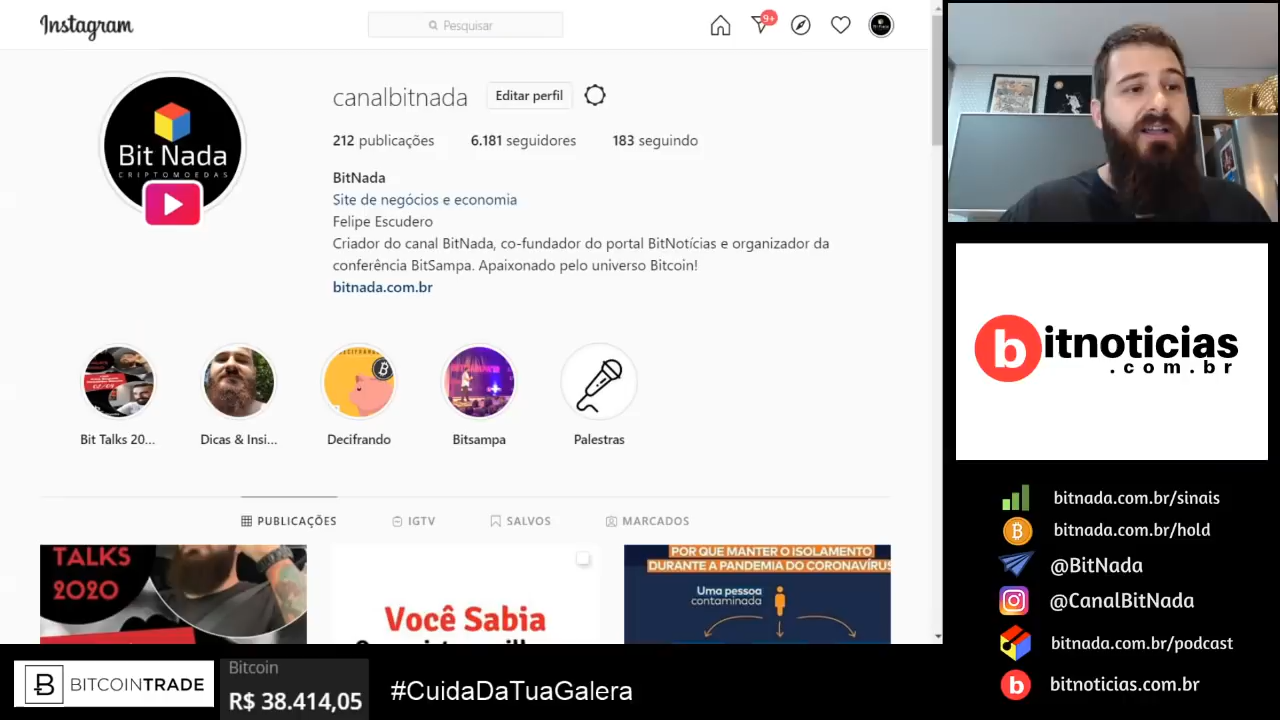 Instagram
Pesquisar
9+
canalbitnada
Editar perfil
212 publicações
6.181 seguidores
183 seguindo
Bit Nada
CRIPTOMOEDAS
BitNada
Site de negócios e economia
Felipe Escudero
Criador do canal BitNada, co-fundador do portal BitNotícias e organizador da
conferência BitSampa. Apaixonado pelo universo Bitcoin!
bitnada.com.br
DECIFRANDO
Bit Talks 20...
Dicas & Insi...
Decifrando
Bitsampa
Palestras
PUBLICAÇÕES
IGTV
SALVOS
MARCADOS
TALKS
2020
Você Sabia
POR QUE MANTER O ISOLAMENTO
DURANTE A PANDEMIA DO CORONAVÍRUS
Uma pessoa
contaminada
bitnoticias
.com.br
bitnada.com.br/sinais
bitnada.com.br/hold
@BitNada
@CanalBitNada
bitnada.com.br/podcast
bitnoticias.com.br
BITCOINTRADE
Bitcoin
R$ 38.414,05
#CuidaDaTuaGalera